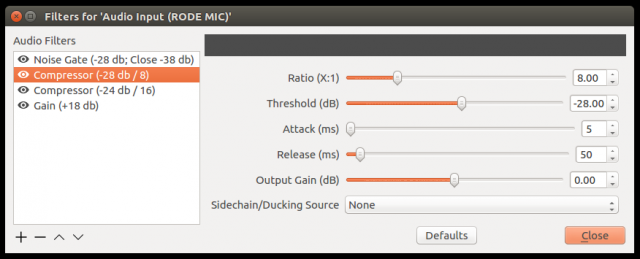 Filters for 'Audio Input (RODE MIC)'
Audio Filters
Noise Gate (-28 db; Close -38 db)
Compressor (-28 db / 8)
Compressor (-24 db / 16)
Gain (+18 db)
Ratio (X:1) 8.00
Threshold (dB) -28.00
Attack (ms) 5
Release (ms) 50
Output Gain (dB) 0.00
Sidechain/Ducking Source None
Defaults Close